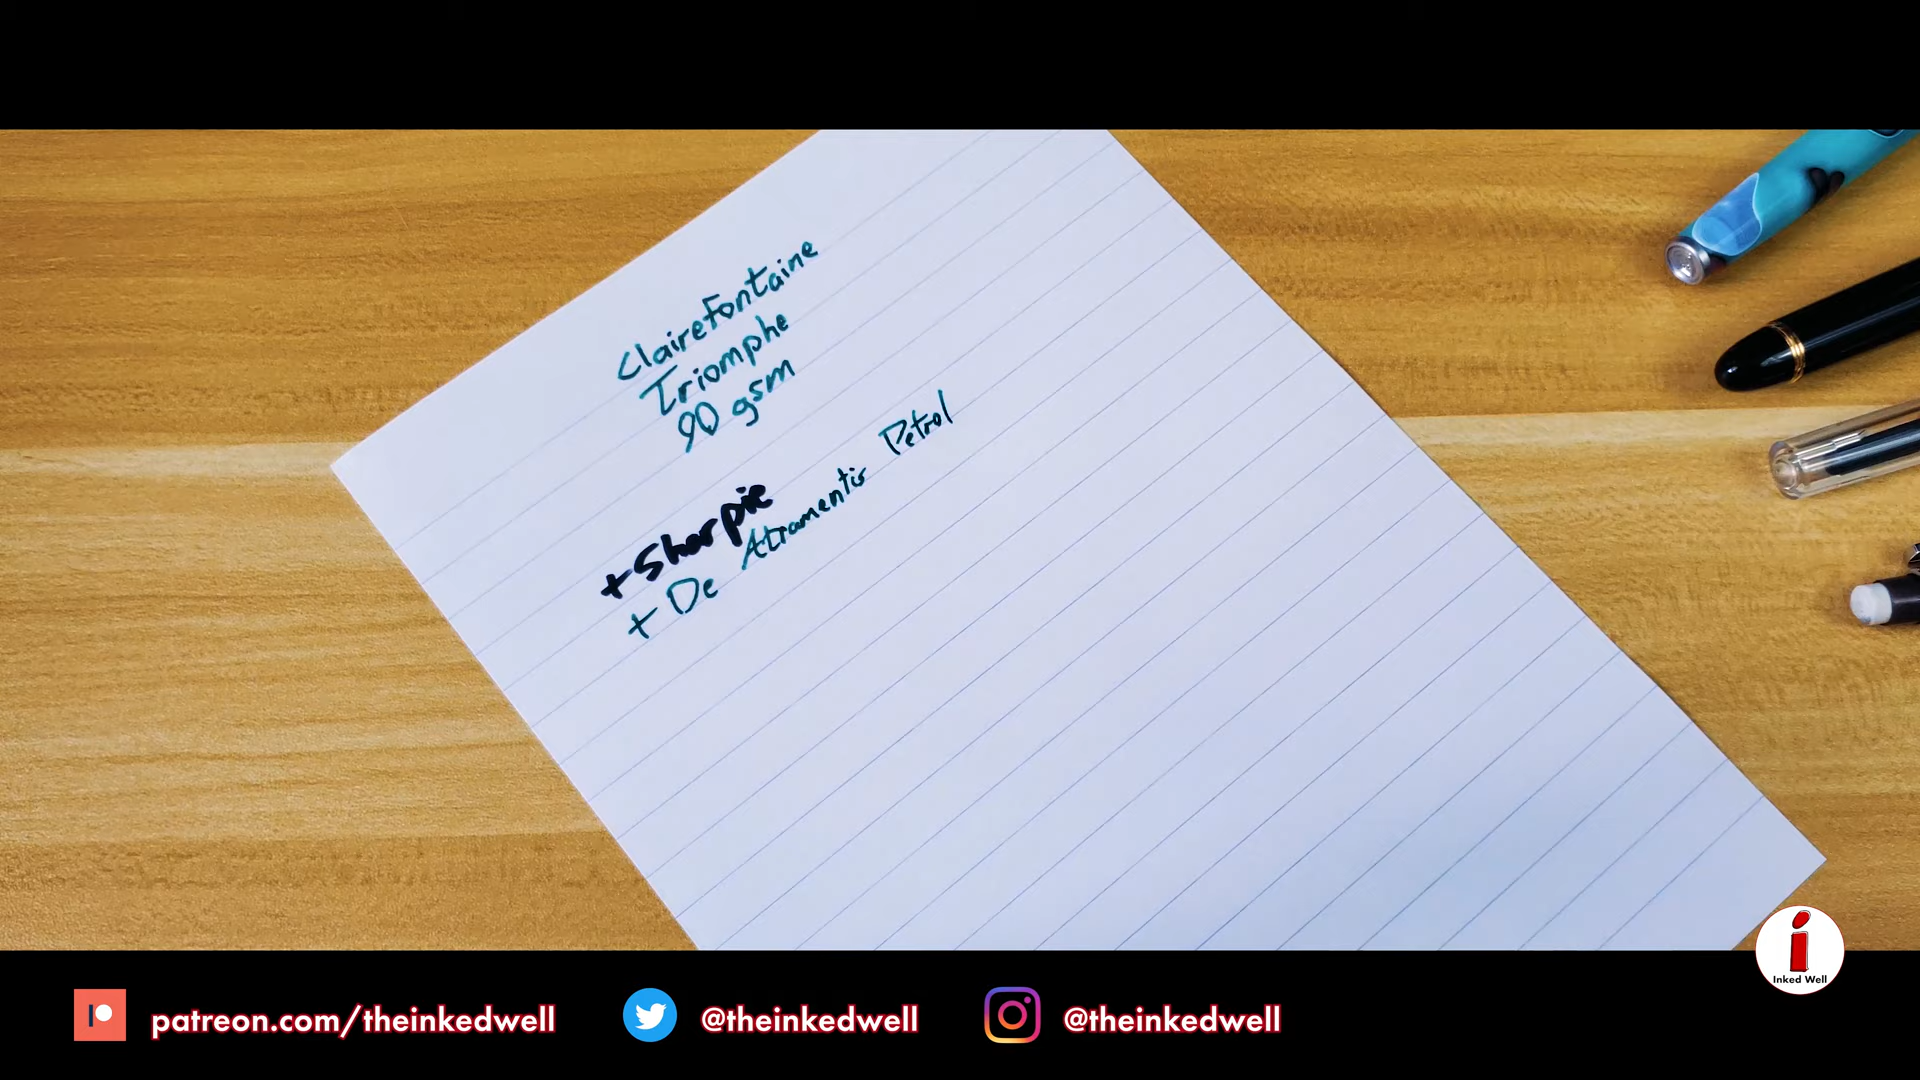 Clairefontaine
Triomphe
90 gsm
+ Sharpie
+ De Atramentis Petrol
i
Inked Well
patreon.com/theinkedwell
@theinkedwell
@theinkedwell